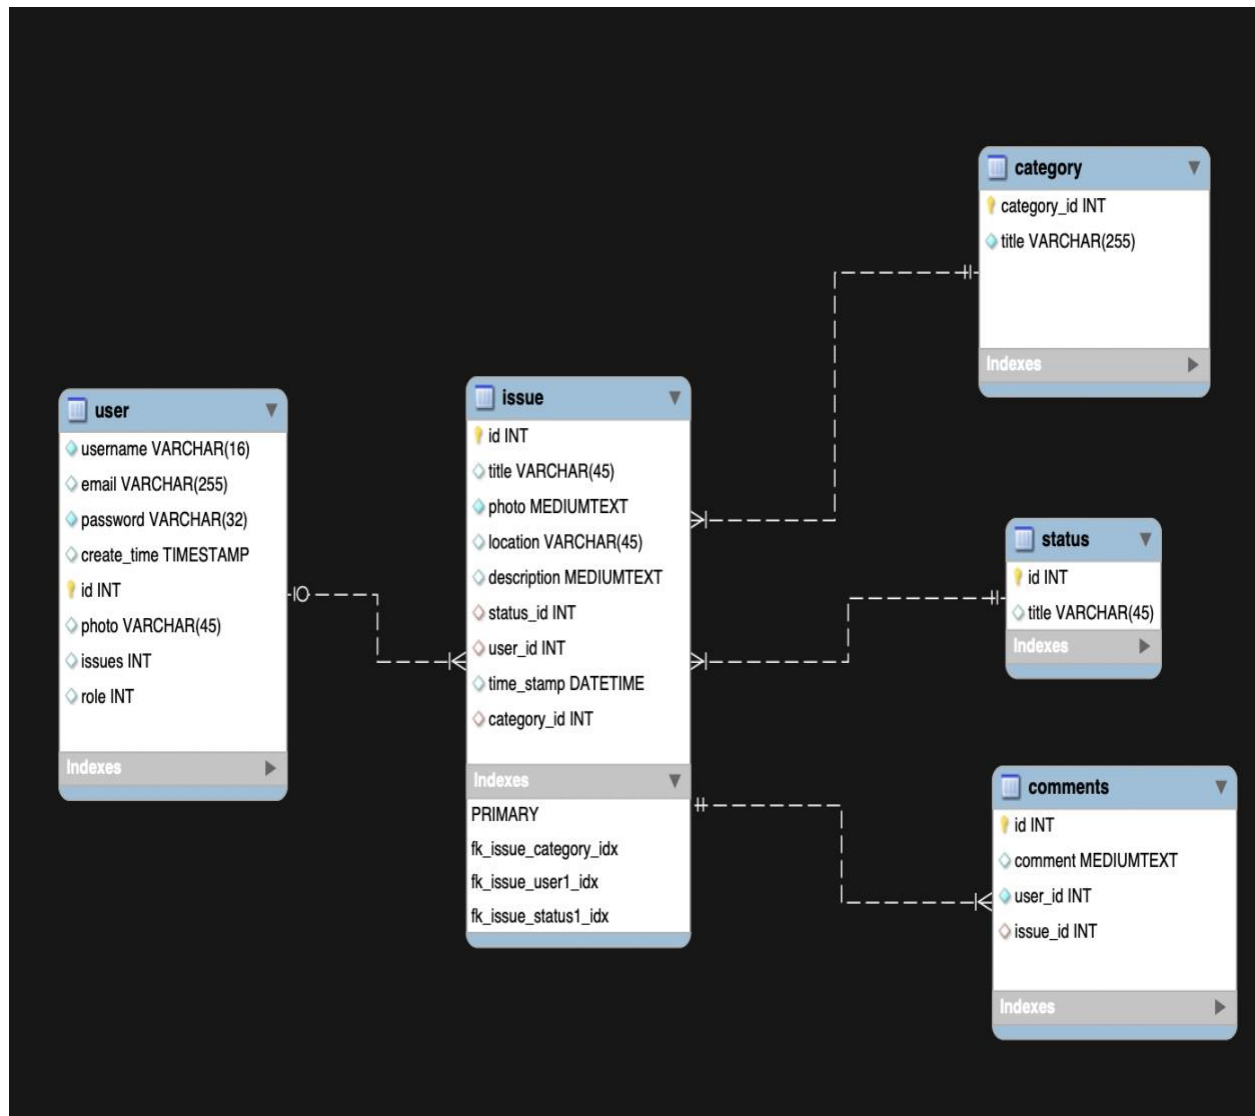 user
username VARCHAR(16)
email VARCHAR(255)
password VARCHAR(32)
create_time TIMESTAMP
id INT
photo VARCHAR(45)
issues INT
role INT
Indexes
issue
id INT
title VARCHAR(45)
photo MEDIUMTEXT
location VARCHAR(45)
description MEDIUMTEXT
status_id INT
user_id INT
time_stamp DATETIME
category_id INT
Indexes
PRIMARY
fk_issue_category_idx
fk_issue_user1_idx
fk_issue_status1_idx
category
category_id INT
title VARCHAR(255)
Indexes
status
id INT
title VARCHAR(45)
Indexes
comments
id INT
comment MEDIUMTEXT
user_id INT
issue_id INT
Indexes